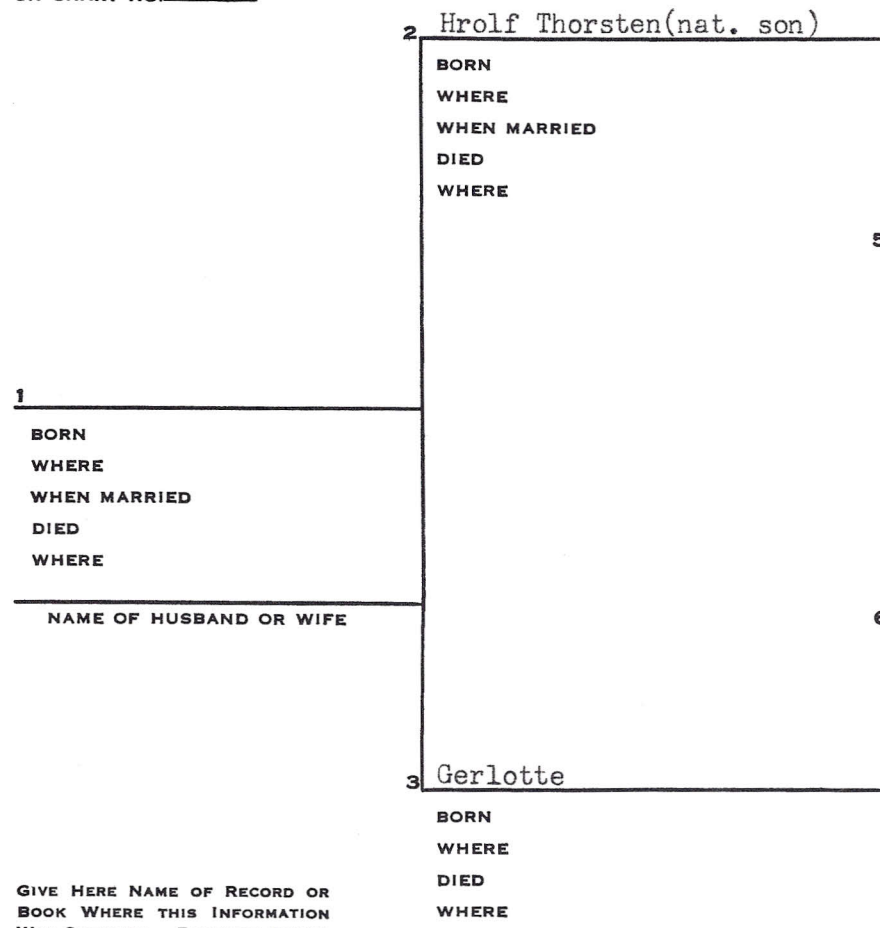 2 Hrolf Thorsten(nat. son)
BORN
WHERE
WHEN MARRIED
DIED
WHERE
5
1
BORN
WHERE
WHEN MARRIED
DIED
WHERE
NAME OF HUSBAND OR WIFE
6
3 Gerlotte
BORN
WHERE
DIED
WHERE
GIVE HERE NAME OF RECORD OR
BOOK WHERE THIS INFORMATION